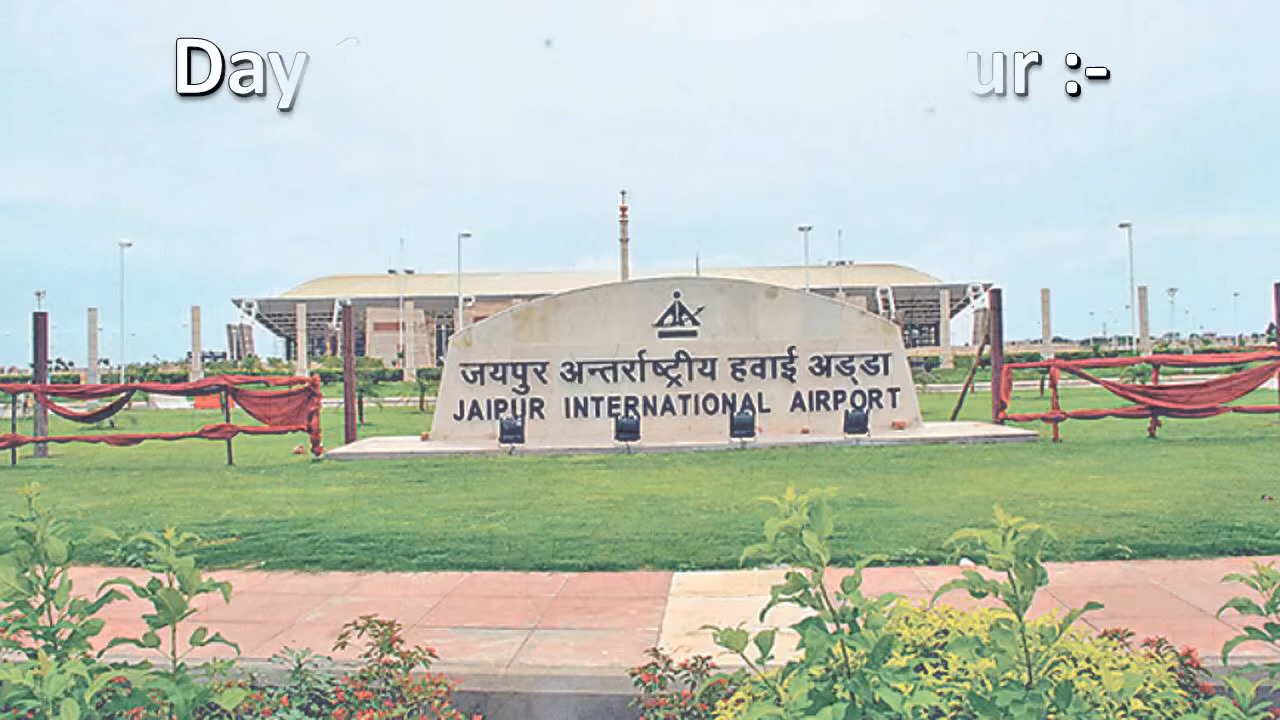 Day ur :-
जयपुर अन्तर्राष्ट्रीय हवाई अड्डा
JAIPUR INTERNATIONAL AIRPORT